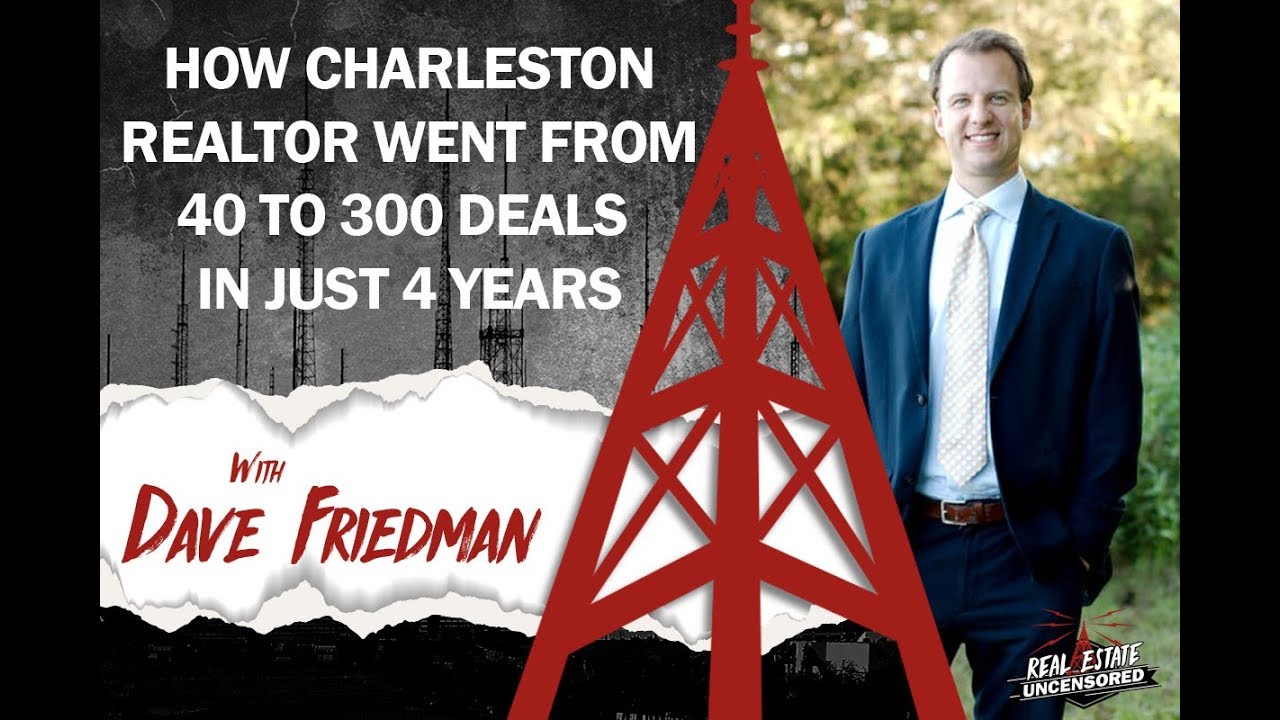 HOW CHARLESTON
REALTOR WENT FROM
40 TO 300 DEALS
IN JUST 4 YEARS
WITH
DAVE FRIEDMAN
REAL ESTATE
UNCENSORED